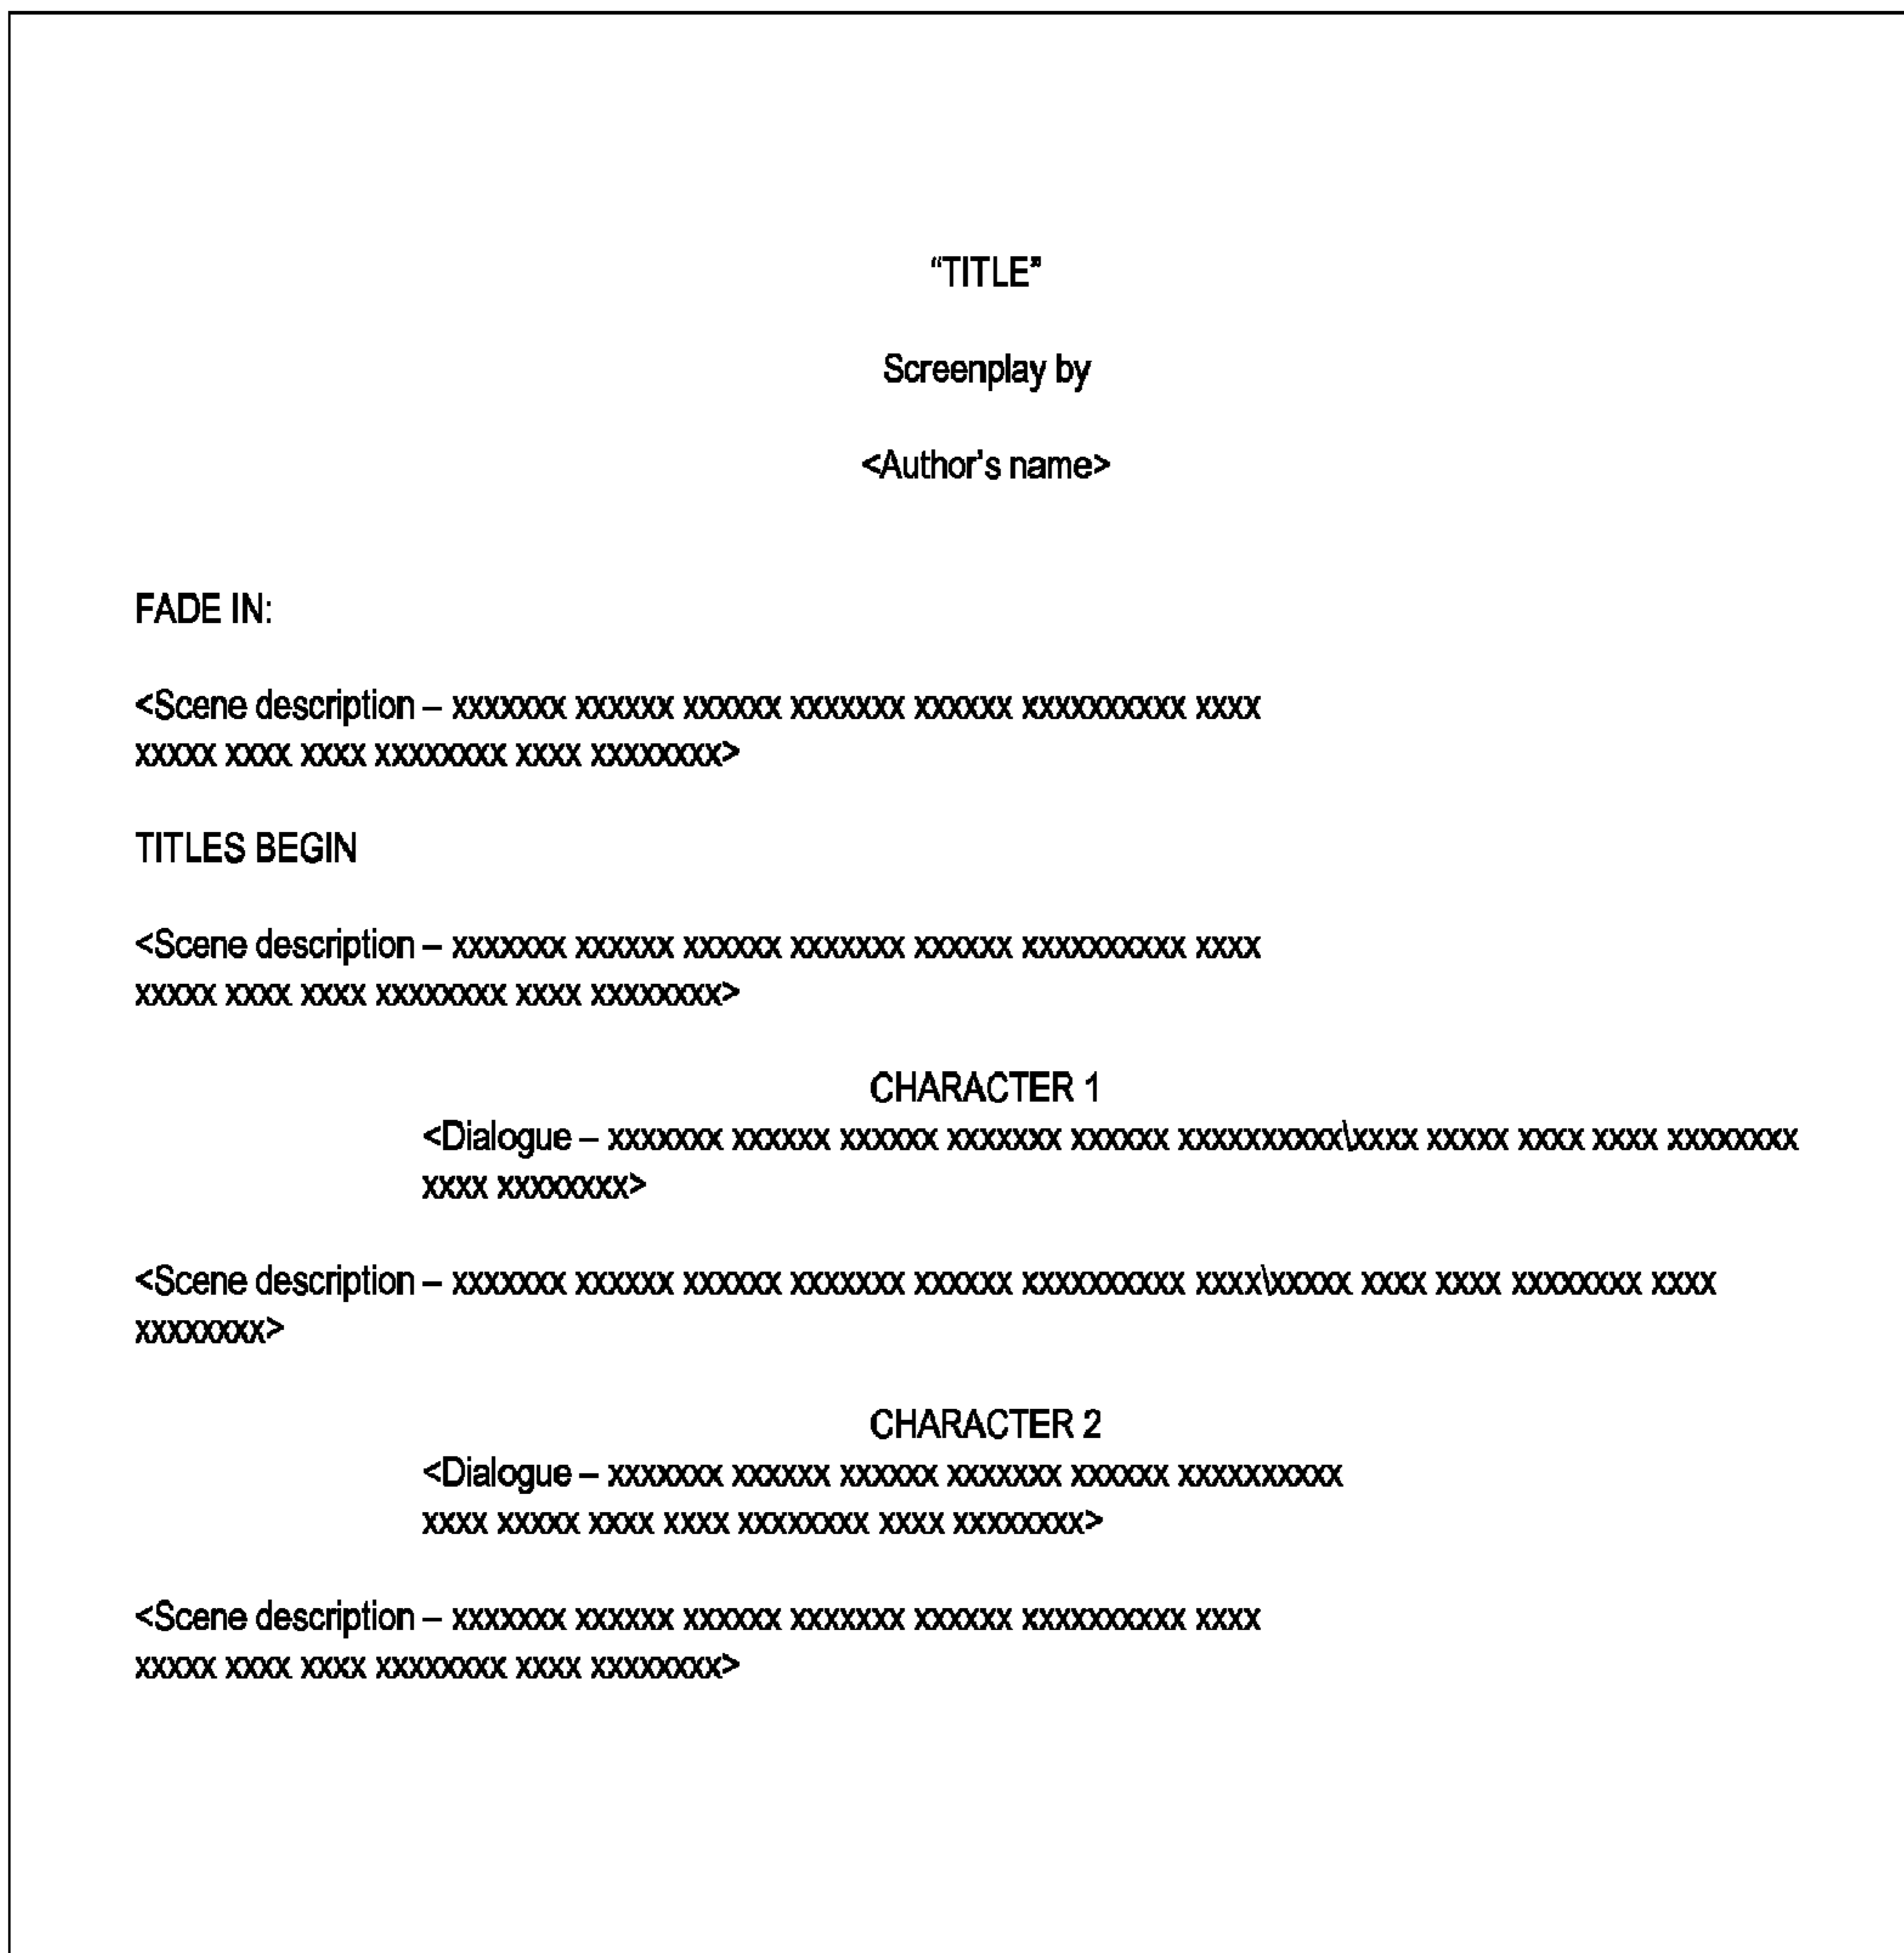 “TITLE”
Screenplay by
<Author’s name>
FADE IN:
<Scene description – xxxxxxx xxxxxx xxxxxx xxxxxxx xxxxxx xxxxxxxxxx xxxx
xxxxx xxxx xxxx xxxxxxxx xxxx xxxxxxxx>
TITLES BEGIN
<Scene description – xxxxxxx xxxxxx xxxxxx xxxxxxx xxxxxx xxxxxxxxxx xxxx
xxxxx xxxx xxxx xxxxxxxx xxxx xxxxxxxx>
CHARACTER 1
<Dialogue – xxxxxxx xxxxxx xxxxxx xxxxxxx xxxxxx xxxxxxxxxx\xxxx xxxxx xxxx xxxx xxxxxxxx
xxxx xxxxxxxx>
<Scene description – xxxxxxx xxxxxx xxxxxx xxxxxxx xxxxxx xxxxxxxxxx xxxx\xxxxx xxxx xxxx xxxxxxxx xxxx
xxxxxxxx>
CHARACTER 2
<Dialogue – xxxxxxx xxxxxx xxxxxx xxxxxxx xxxxxx xxxxxxxxxx
xxxx xxxxx xxxx xxxx xxxxxxxx xxxx xxxxxxxx>
<Scene description – xxxxxxx xxxxxx xxxxxx xxxxxxx xxxxxx xxxxxxxxxx xxxx
xxxxx xxxx xxxx xxxxxxxx xxxx xxxxxxxx>